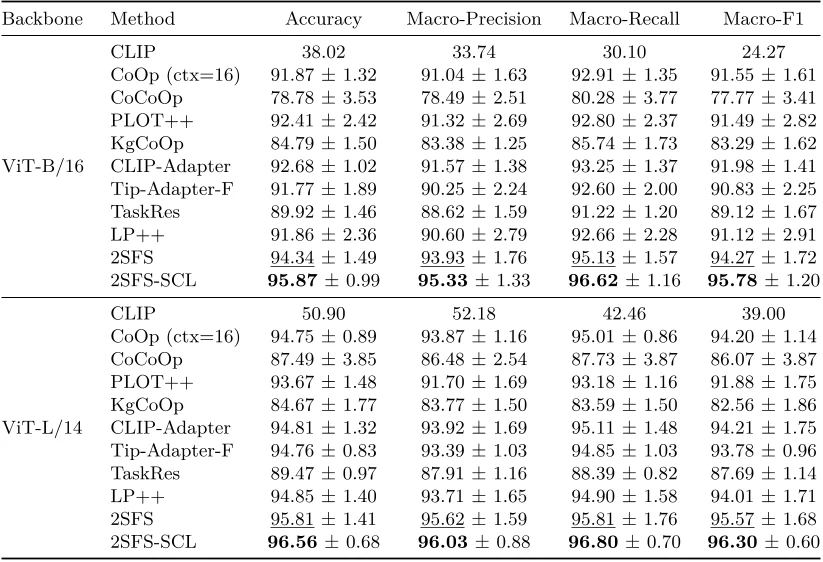 Backbone Method Accuracy Macro-Precision Macro-Recall Macro-F1
CLIP 38.02 33.74 30.10 24.27
CoOp (ctx=16) 91.87 ± 1.32 91.04 ± 1.63 92.91 ± 1.35 91.55 ± 1.61
CoCoOp 78.78 ± 3.53 78.49 ± 2.51 80.28 ± 3.77 77.77 ± 3.41
PLOT++ 92.41 ± 2.42 91.32 ± 2.69 92.80 ± 2.37 91.49 ± 2.82
KgCoOp 84.79 ± 1.50 83.38 ± 1.25 85.74 ± 1.73 83.29 ± 1.62
ViT-B/16 CLIP-Adapter 92.68 ± 1.02 91.57 ± 1.38 93.25 ± 1.37 91.98 ± 1.41
Tip-Adapter-F 91.77 ± 1.89 90.25 ± 2.24 92.60 ± 2.00 90.83 ± 2.25
TaskRes 89.92 ± 1.46 88.62 ± 1.59 91.22 ± 1.20 89.12 ± 1.67
LP++ 91.86 ± 2.36 90.60 ± 2.79 92.66 ± 2.28 91.12 ± 2.91
2SFS 94.34 ± 1.49 93.93 ± 1.76 95.13 ± 1.57 94.27 ± 1.72
2SFS-SCL 95.87 ± 0.99 95.33 ± 1.33 96.62 ± 1.16 95.78 ± 1.20
CLIP 50.90 52.18 42.46 39.00
CoOp (ctx=16) 94.75 ± 0.89 93.87 ± 1.16 95.01 ± 0.86 94.20 ± 1.14
CoCoOp 87.49 ± 3.85 86.48 ± 2.54 87.73 ± 3.87 86.07 ± 3.87
PLOT++ 93.67 ± 1.48 91.70 ± 1.69 93.18 ± 1.16 91.88 ± 1.75
KgCoOp 84.67 ± 1.77 83.77 ± 1.50 83.59 ± 1.50 82.56 ± 1.86
ViT-L/14 CLIP-Adapter 94.81 ± 1.32 93.92 ± 1.69 95.11 ± 1.48 94.21 ± 1.75
Tip-Adapter-F 94.76 ± 0.83 93.39 ± 1.03 94.85 ± 1.03 93.78 ± 0.96
TaskRes 89.47 ± 0.97 87.91 ± 1.16 88.39 ± 0.82 87.69 ± 1.14
LP++ 94.85 ± 1.40 93.71 ± 1.65 94.90 ± 1.58 94.01 ± 1.71
2SFS 95.81 ± 1.41 95.62 ± 1.59 95.81 ± 1.76 95.57 ± 1.68
2SFS-SCL 96.56 ± 0.68 96.03 ± 0.88 96.80 ± 0.70 96.30 ± 0.60